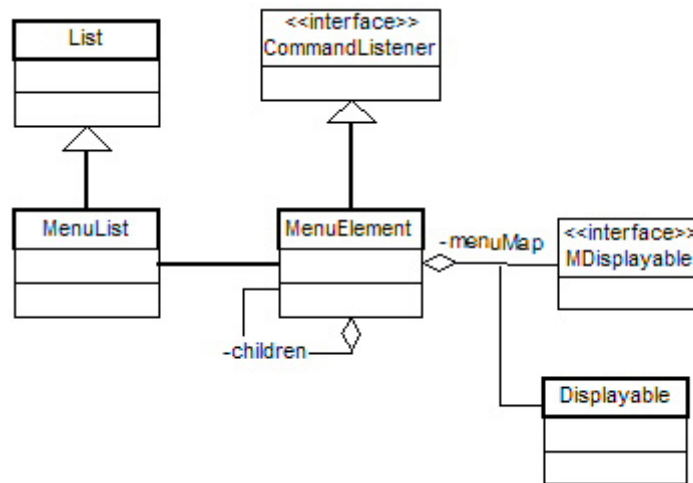 List
<<interface>>
CommandListener
MenuList
MenuElement
-menuMap
<<interface>>
MDisplayable
-children
Displayable